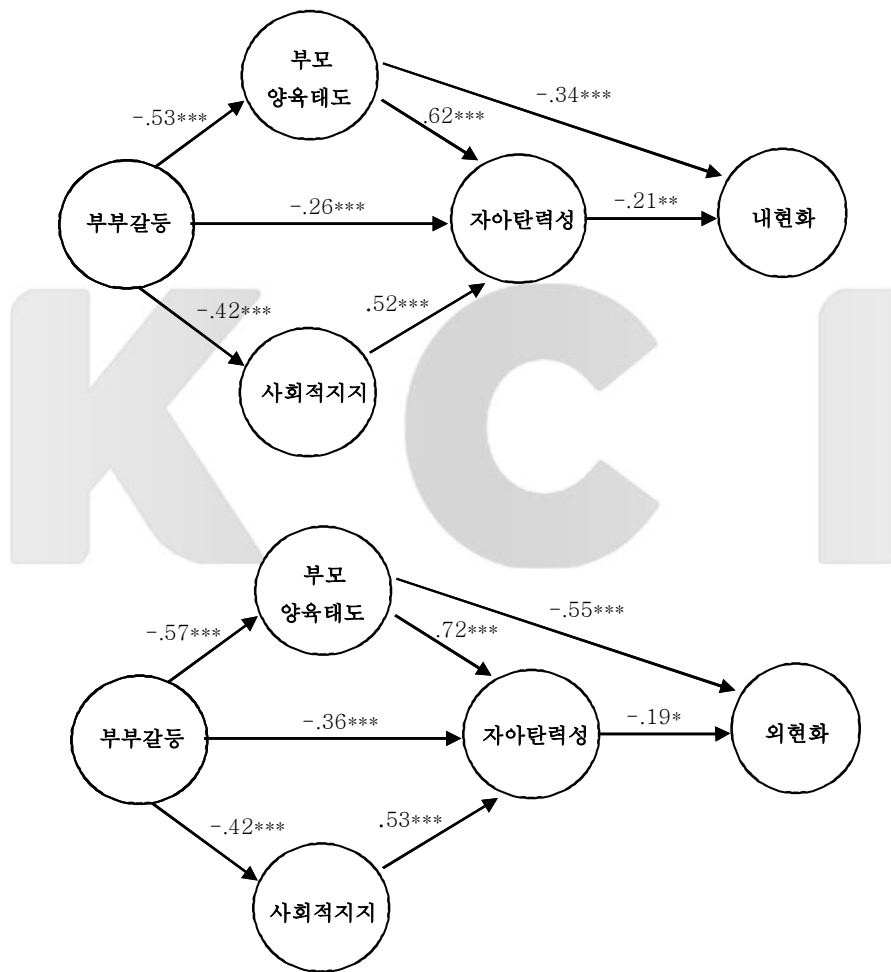 부모
양육태도
-.53***
-.34***
.62***
부부갈등
-.26***
자아탄력성
-.21**
내현화
-.42***
.52***
사회적지지
KCI
부모
양육태도
-.57***
-.55***
.72***
부부갈등
-.36***
자아탄력성
-.19*
외현화
-.42***
.53***
사회적지지